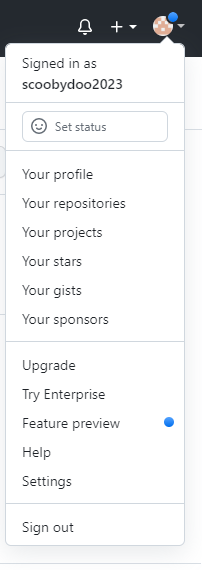 Signed in as
scoobydoo2023
Set status
Your profile
Your repositories
Your projects
Your stars
Your gists
Your sponsors
Upgrade
Try Enterprise
Feature preview
Help
Settings
Sign out